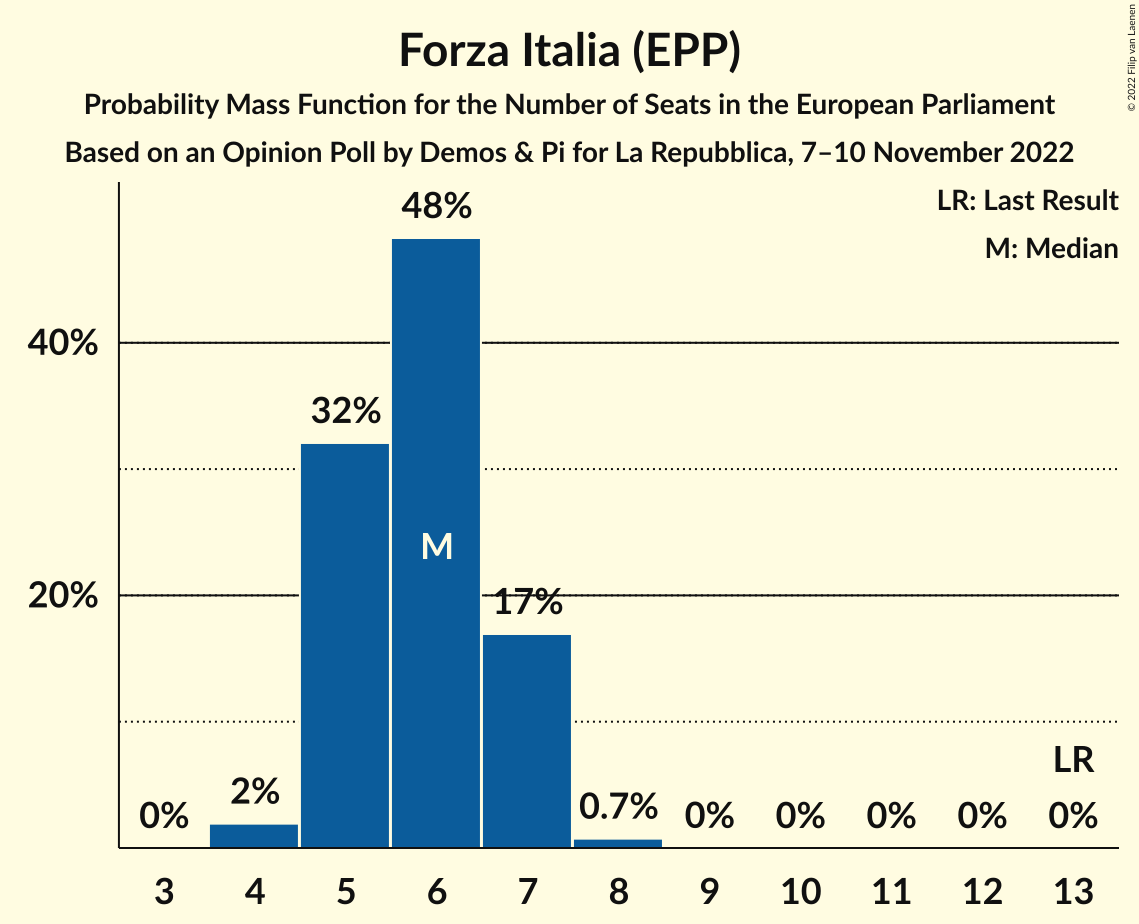 Forza Italia (EPP)
Probability Mass Function for the Number of Seats in the European Parliament
Based on an Opinion Poll by Demos & Pi for La Repubblica, 7–10 November 2022
© 2022 Filip van Laenen
LR: Last Result
M: Median
48%
40%
32%
M
20%
17%
LR
0%
2%
0.7%
0%
0%
0%
0%
0%
3 4 5 6 7 8 9 10 11 12 13